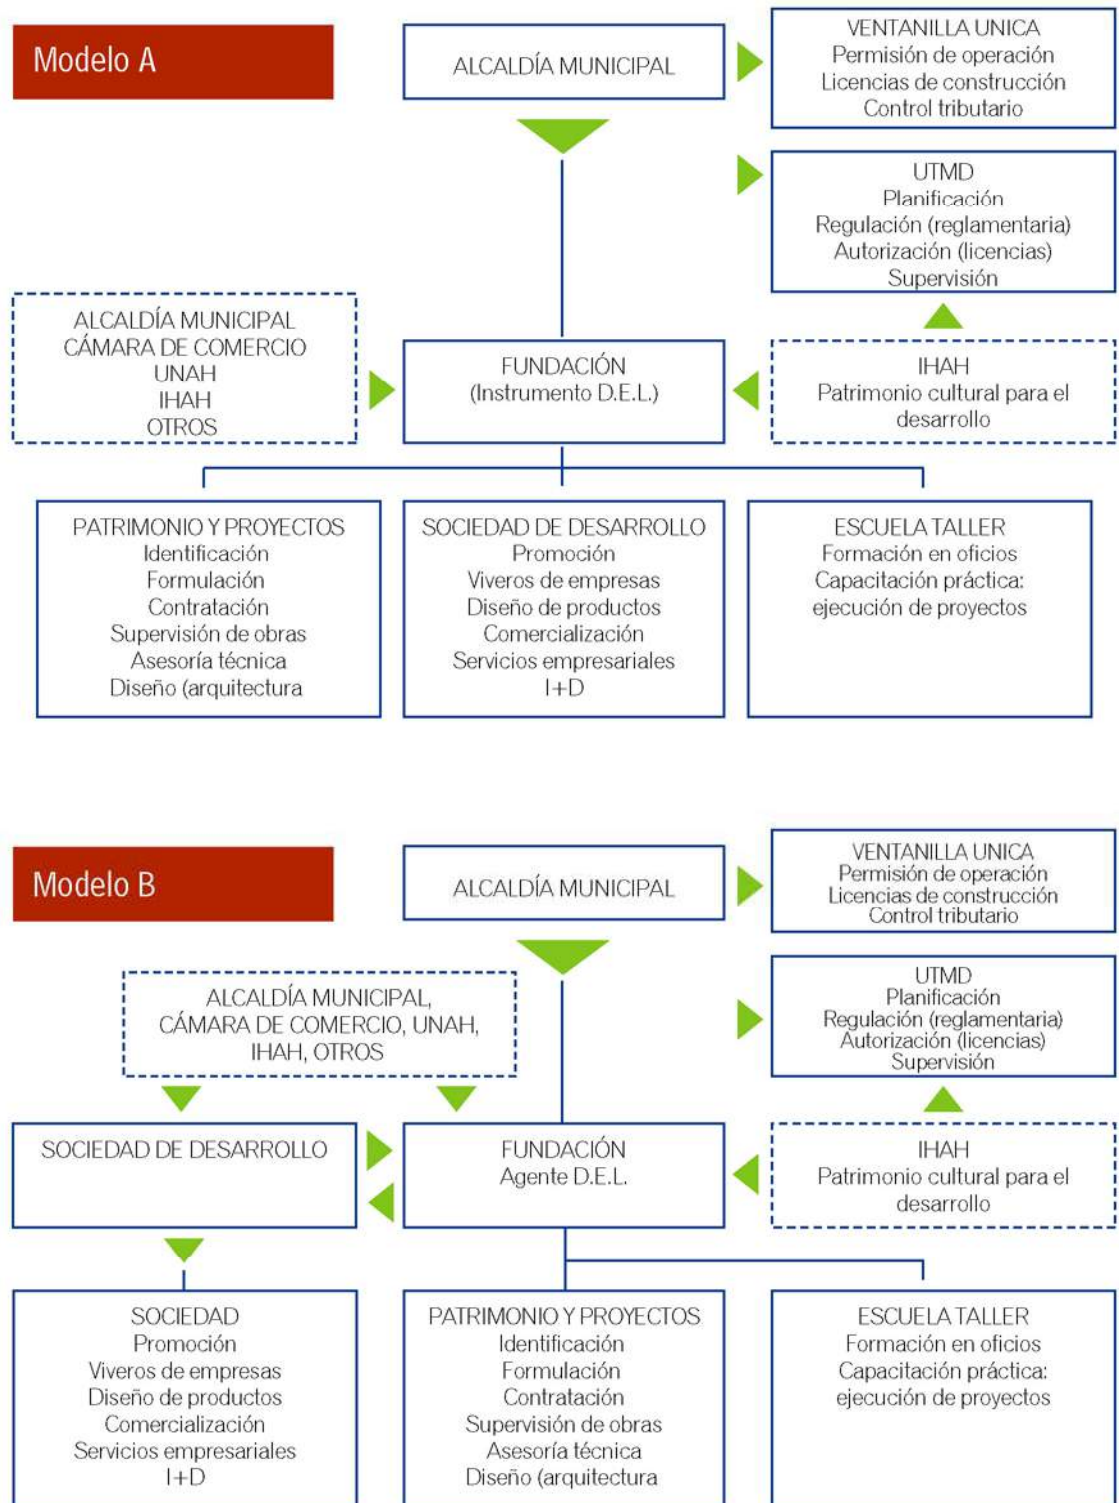 Modelo A
ALCALDÍA MUNICIPAL
VENTANILLA UNICA
Permisión de operación
Licencias de construcción
Control tributario
UTMD
Planificación
Regulación (reglamentaria)
Autorización (licencias)
Supervisión
ALCALDÍA MUNICIPAL
CÁMARA DE COMERCIO
UNAH
IHAH
OTROS
FUNDACIÓN
(Instrumento D.E.L.)
IHAH
Patrimonio cultural para el
desarrollo
PATRIMONIO Y PROYECTOS
Identificación
Formulación
Contratación
Supervisión de obras
Asesoría técnica
Diseño (arquitectura
SOCIEDAD DE DESARROLLO
Promoción
Viveros de empresas
Diseño de productos
Comercialización
Servicios empresariales
I+D
ESCUELA TALLER
Formación en oficios
Capacitación práctica:
ejecución de proyectos
Modelo B
ALCALDÍA MUNICIPAL
VENTANILLA UNICA
Permisión de operación
Licencias de construcción
Control tributario
ALCALDÍA MUNICIPAL,
CÁMARA DE COMERCIO, UNAH,
IHAH, OTROS
UTMD
Planificación
Regulación (reglamentaria)
Autorización (licencias)
Supervisión
SOCIEDAD DE DESARROLLO
FUNDACIÓN
Agente D.E.L.
IHAH
Patrimonio cultural para el
desarrollo
SOCIEDAD
Promoción
Viveros de empresas
Diseño de productos
Comercialización
Servicios empresariales
I+D
PATRIMONIO Y PROYECTOS
Identificación
Formulación
Contratación
Supervisión de obras
Asesoría técnica
Diseño (arquitectura
ESCUELA TALLER
Formación en oficios
Capacitación práctica:
ejecución de proyectos